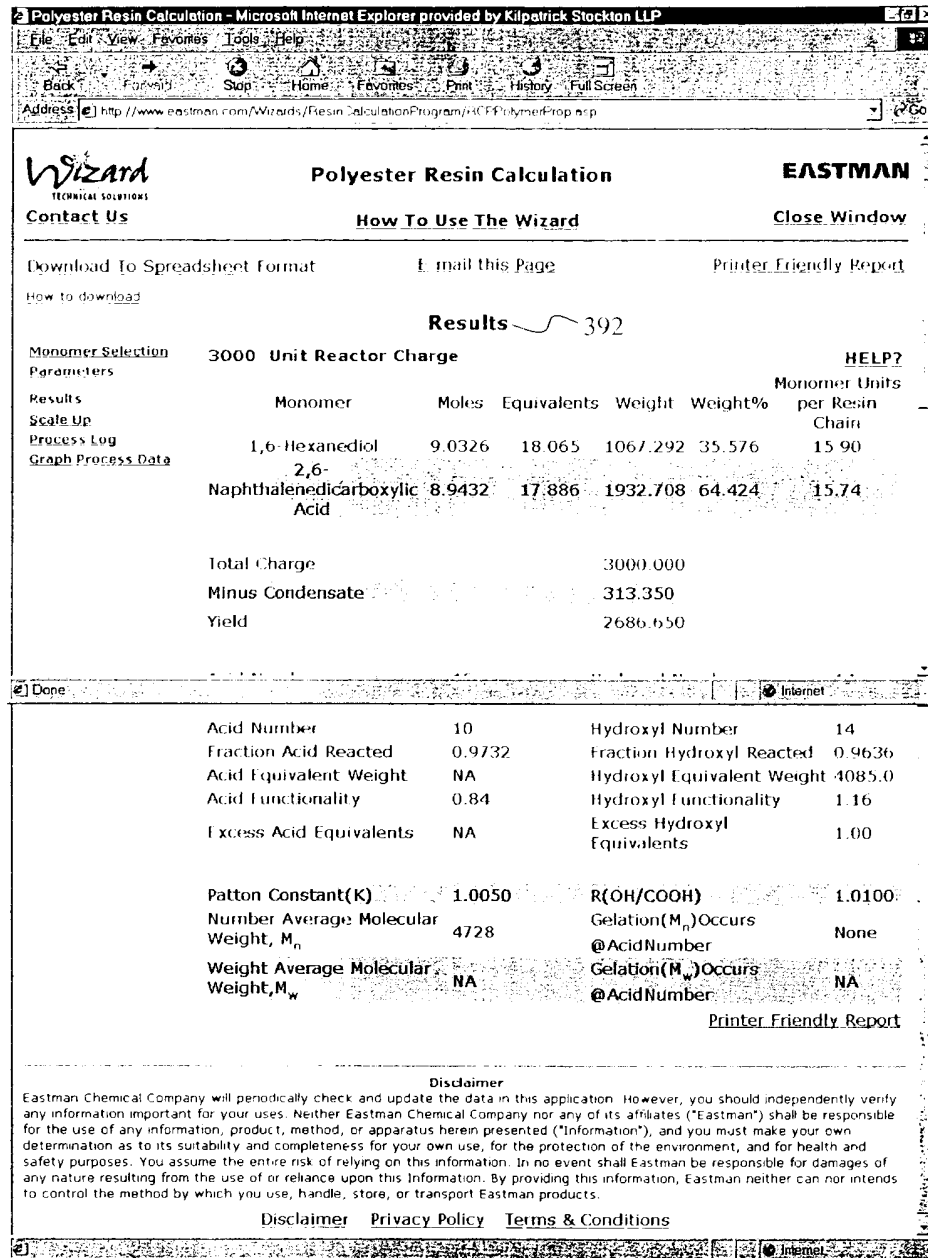 Polyester Resin Calculation - Microsoft Internet Explorer provided by Kilpatrick Stockton LLP
File Edit View Favorites Tools Help
Back Forward Stop Home Favorites Print History Full Screen
Address http://www.eastman.com/Wizards/ResinCalculationProgram/RCPPolymerProp.asp Go
Wizard
TECHNICAL SOLUTIONS
Polyester Resin Calculation
EASTMAN
Contact Us
How To Use The Wizard
Close Window
Download To Spreadsheet Format
E-mail this Page
Printer Friendly Report
How to download
Results 392
Monomer Selection
Parameters
Results
Scale Up
Process Log
Graph Process Data
3000 Unit Reactor Charge
HELP?
Monomer Moles Equivalents Weight Weight% Monomer Units per Resin Chain
1,6-Hexanediol 9.0326 18.065 1067.292 35.576 15.90
2,6-
Naphthalenedicarboxylic 8.9432 17.886 1932.708 64.424 15.74
Acid
Total Charge 3000.000
Minus Condensate 313.350
Yield 2686.650
Done Internet
Acid Number 10 Hydroxyl Number 14
Fraction Acid Reacted 0.9732 Fraction Hydroxyl Reacted 0.9636
Acid Equivalent Weight NA Hydroxyl Equivalent Weight 4085.0
Acid Functionality 0.84 Hydroxyl Functionality 1.16
Excess Acid Equivalents NA Excess Hydroxyl Equivalents 1.00
Patton Constant(K) 1.0050 R(OH/COOH) 1.0100
Number Average Molecular Weight, Mn 4728 Gelation(Mn)Occurs @AcidNumber None
Weight Average Molecular Weight,Mw NA Gelation(Mw)Occurs @AcidNumber NA
Printer Friendly Report
Disclaimer
Eastman Chemical Company will periodically check and update the data in this application. However, you should independently verify
any information important for your uses. Neither Eastman Chemical Company nor any of its affiliates ("Eastman") shall be responsible
for the use of any information, product, method, or apparatus herein presented ("Information"), and you must make your own
determination as to its suitability and completeness for your own use, for the protection of the environment, and for health and
safety purposes. You assume the entire risk of relying on this information. In no event shall Eastman be responsible for damages of
any nature resulting from the use of or reliance upon this Information. By providing this information, Eastman neither can nor intends
to control the method by which you use, handle, store, or transport Eastman products.
Disclaimer Privacy Policy Terms & Conditions
Internet